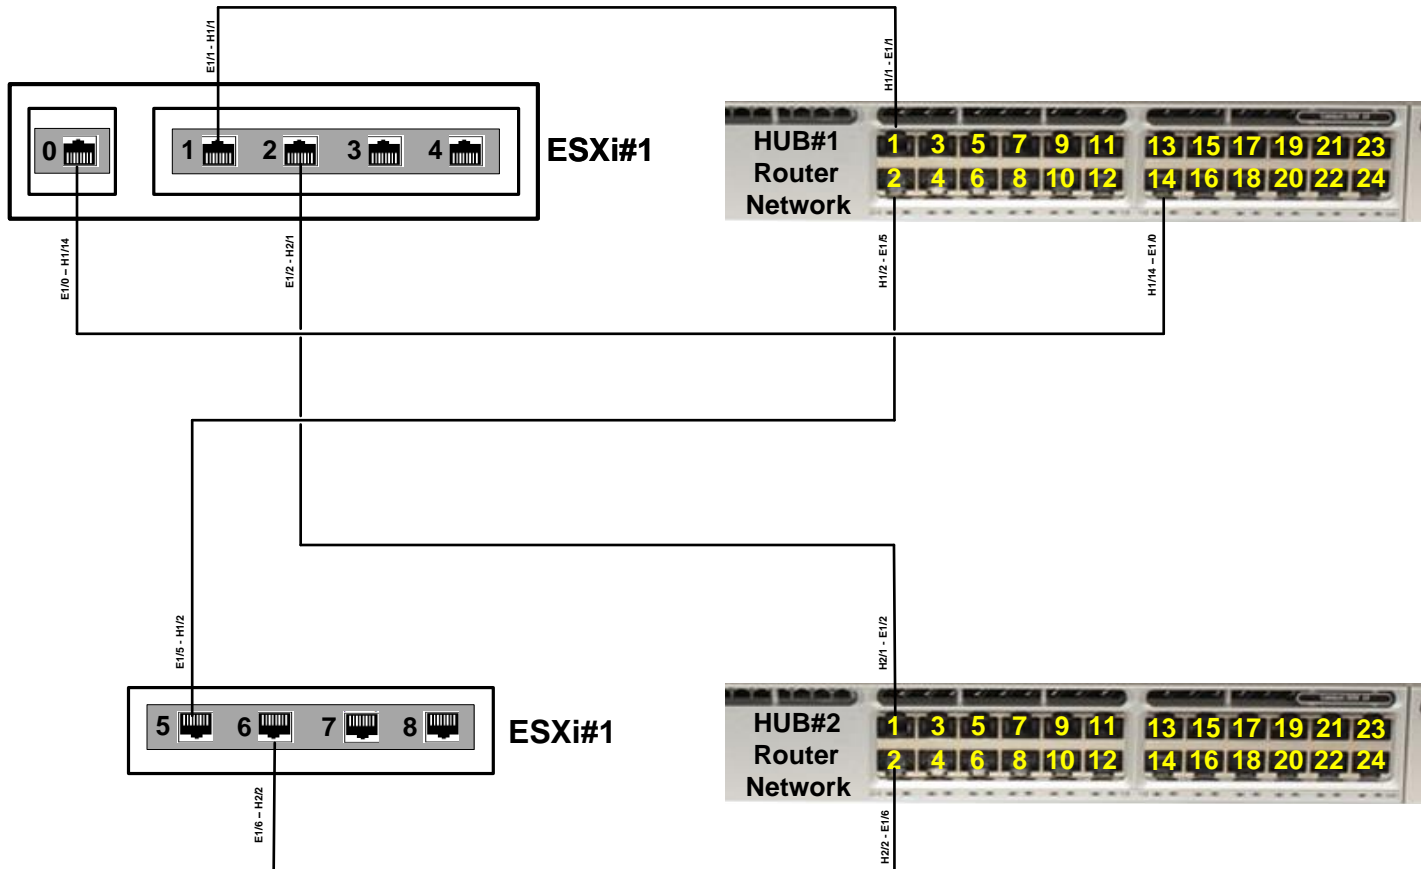 E1/1 - H1/1
H1/1 - E1/1
0
1 2 3 4
ESXi#1
HUB#1
Router
Network
1 3 5 7 9 11 13 15 17 19 21 23
2 4 6 8 10 12 14 16 18 20 22 24
E1/0 – H1/14
E1/2 - H2/1
H1/2 - E1/5
H1/14 – E1/0
E1/5 - H1/2
H2/1 - E1/2
5 6 7 8
ESXi#1
HUB#2
Router
Network
1 3 5 7 9 11 13 15 17 19 21 23
2 4 6 8 10 12 14 16 18 20 22 24
E1/6 – H2/2
H2/2 - E1/6